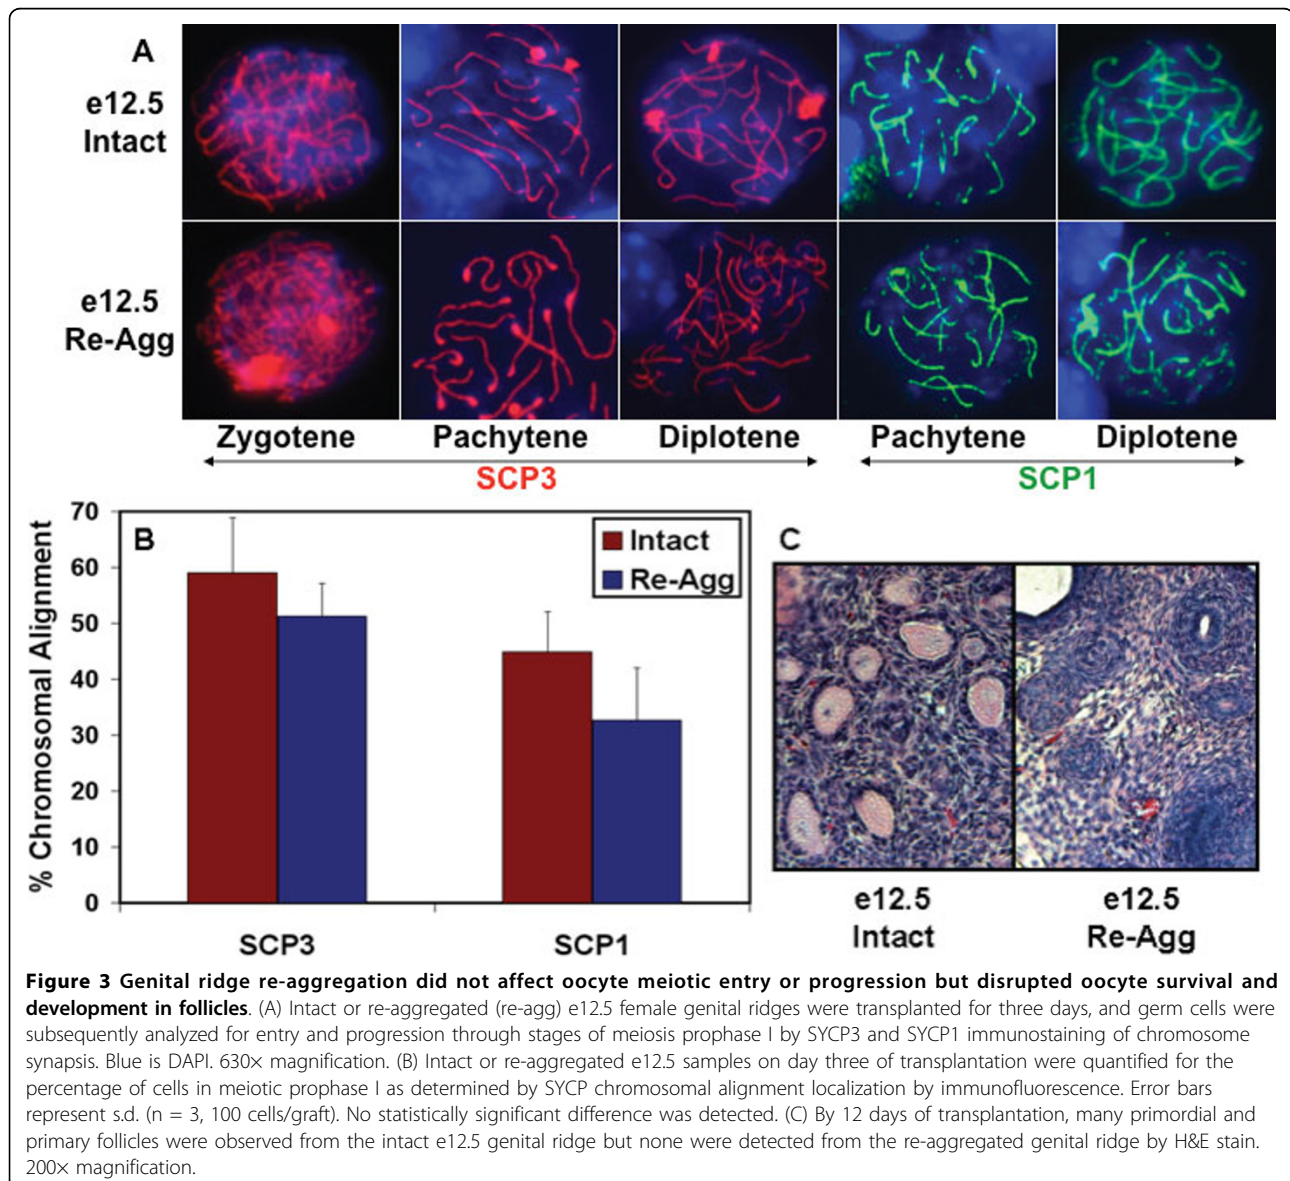 A
e12.5
Intact
e12.5
Re-Agg
Zygotene Pachytene Diplotene Pachytene Diplotene
SCP3 SCP1
B
Intact
Re-Agg
% Chromosomal Alignment
70
60
50
40
30
20
10
0
SCP3 SCP1
C
e12.5 e12.5
Intact Re-Agg
Figure 3 Genital ridge re-aggregation did not affect oocyte meiotic entry or progression but disrupted oocyte survival and
development in follicles. (A) Intact or re-aggregated (re-agg) e12.5 female genital ridges were transplanted for three days, and germ cells were
subsequently analyzed for entry and progression through stages of meiosis prophase I by SYCP3 and SYCP1 immunostaining of chromosome
synapsis. Blue is DAPI. 630× magnification. (B) Intact or re-aggregated e12.5 samples on day three of transplantation were quantified for the
percentage of cells in meiotic prophase I as determined by SYCP chromosomal alignment localization by immunofluorescence. Error bars
represent s.d. (n = 3, 100 cells/graft). No statistically significant difference was detected. (C) By 12 days of transplantation, many primordial and
primary follicles were observed from the intact e12.5 genital ridge but none were detected from the re-aggregated genital ridge by H&E stain.
200× magnification.